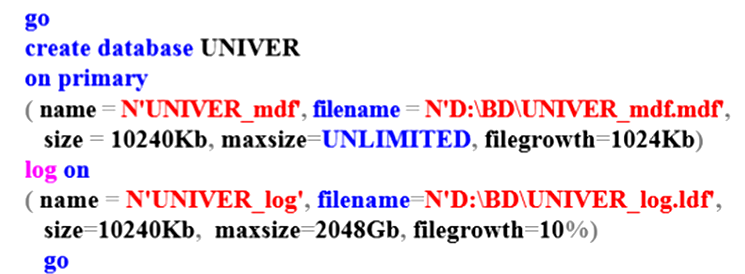 go
create database UNIVER
on primary
( name = N'UNIVER_mdf', filename = N'D:\BD\UNIVER_mdf.mdf',
size = 10240Kb, maxsize=UNLIMITED, filegrowth=1024Kb)
log on
( name = N'UNIVER_log', filename=N'D:\BD\UNIVER_log.ldf',
size=10240Kb, maxsize=2048Gb, filegrowth=10%)
go